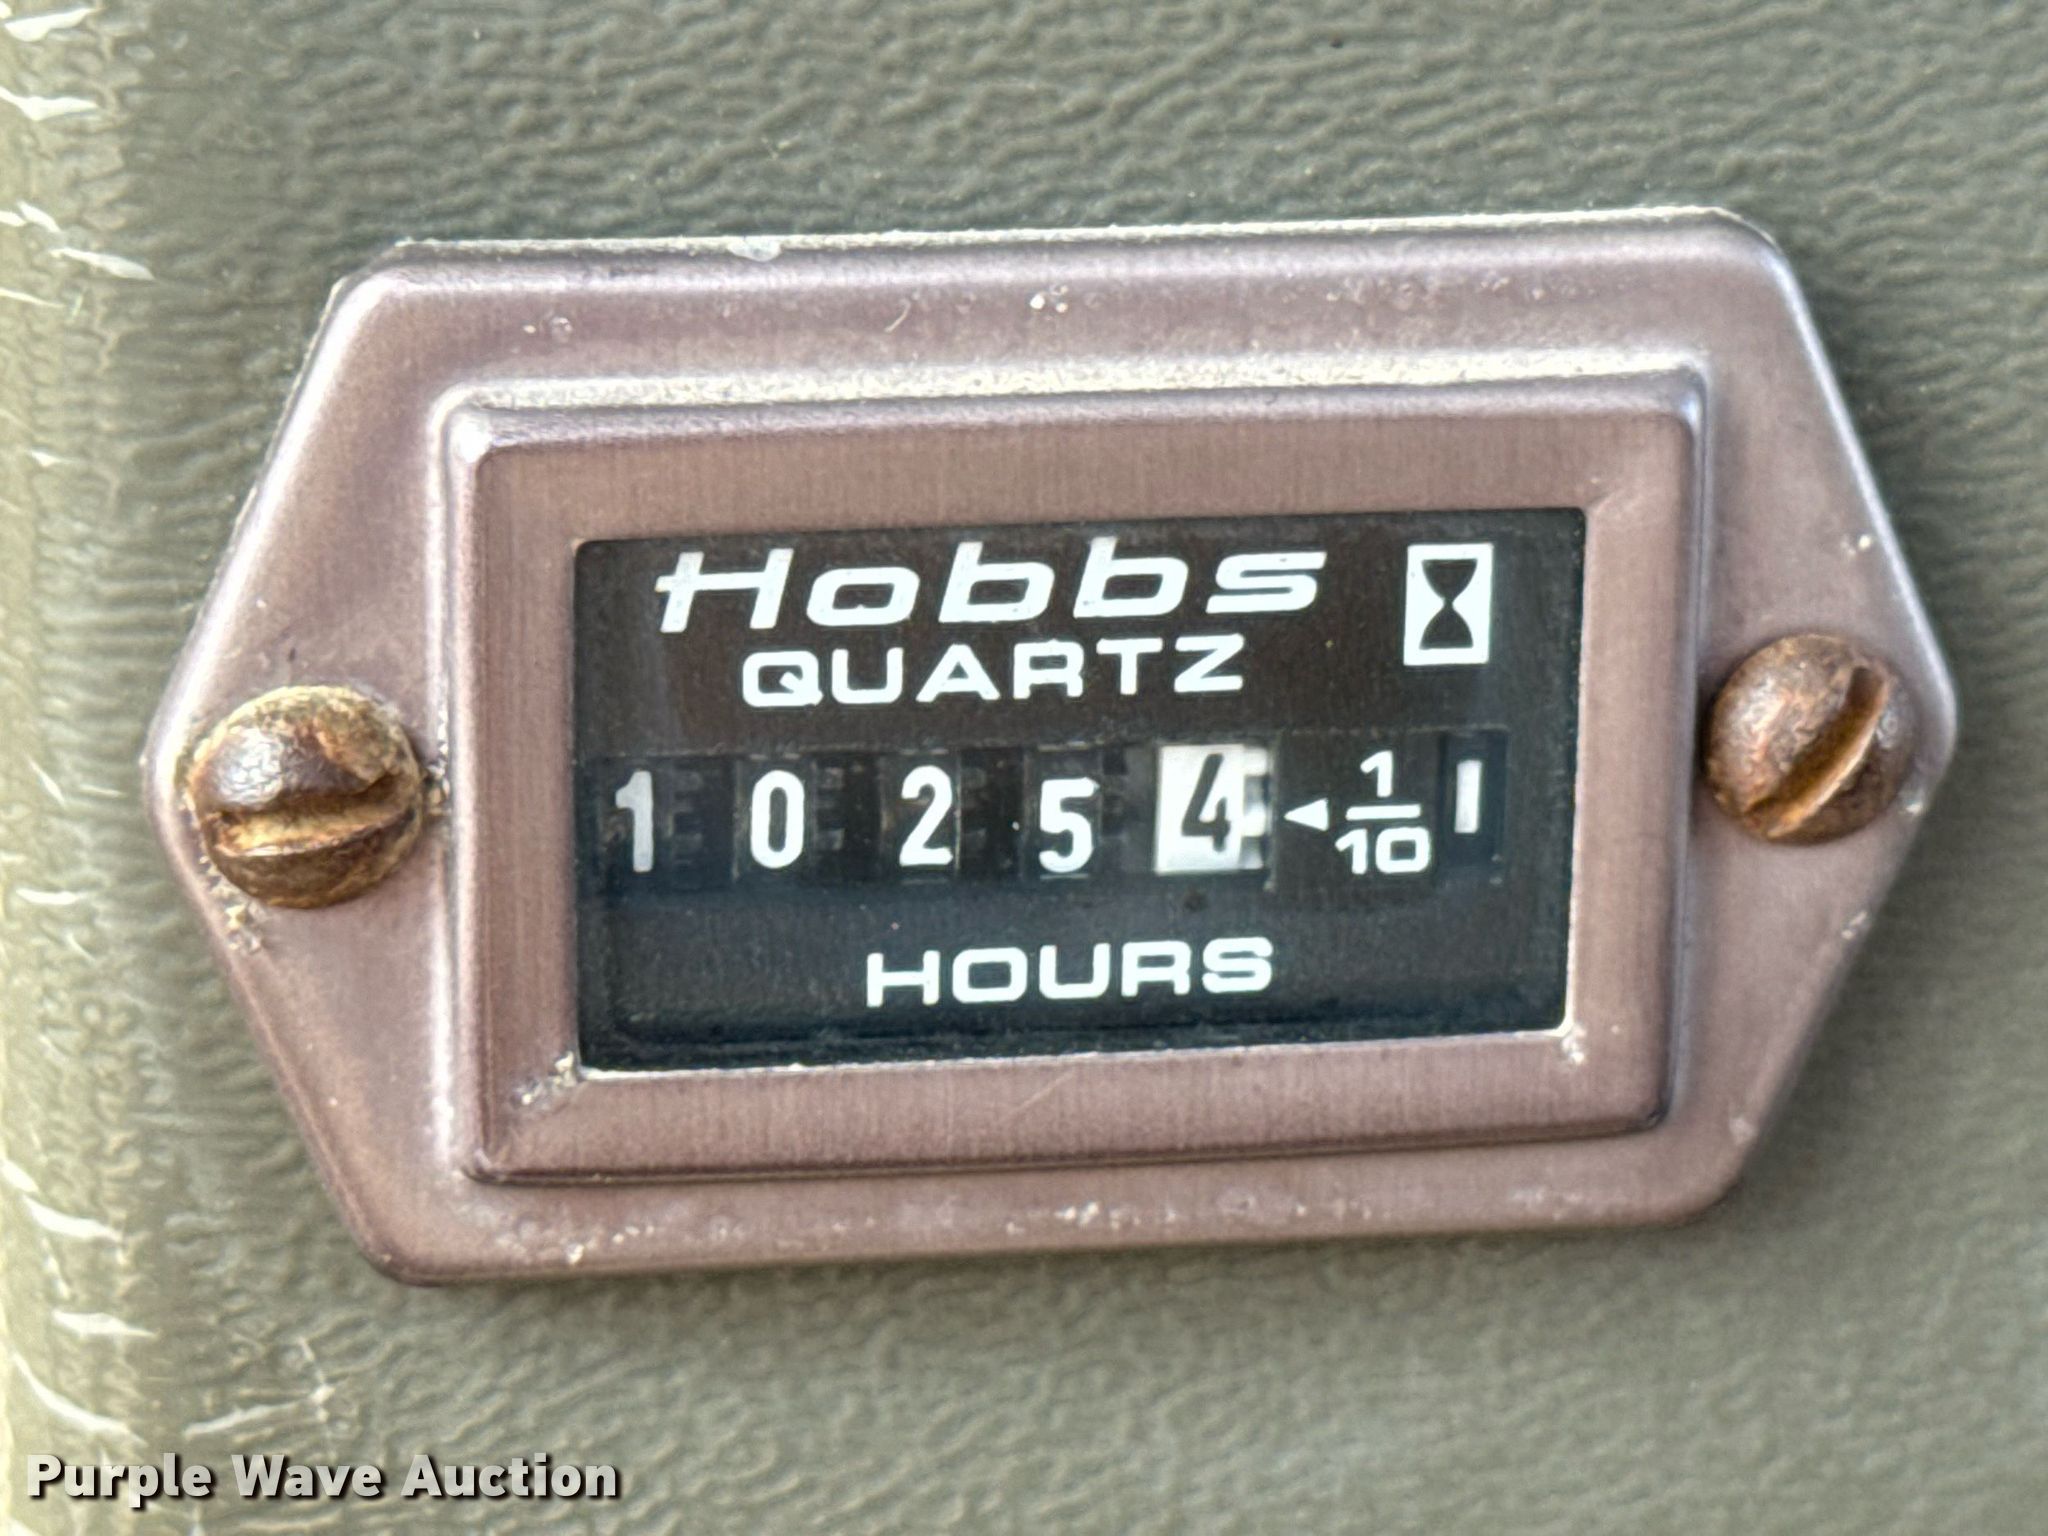 Hobbs
QUARTZ
1 0 2 5 4 ◄ 1/10
HOURS
Purple Wave Auction